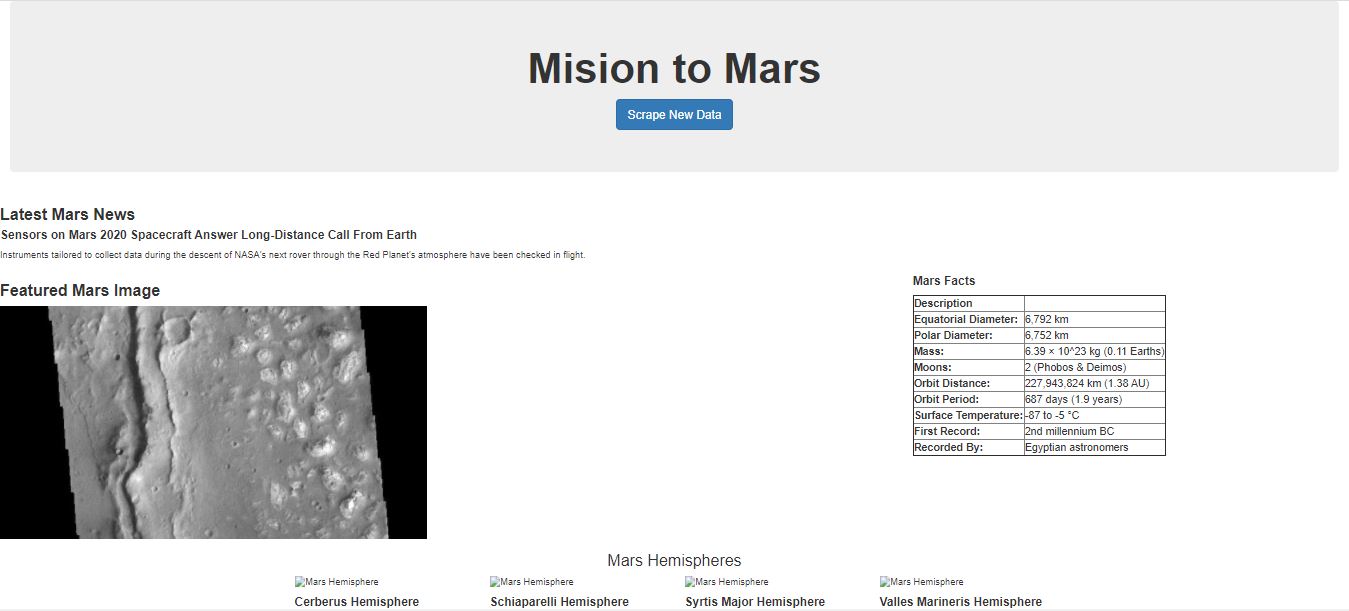 Mision to Mars
Scrape New Data
Latest Mars News
Sensors on Mars 2020 Spacecraft Answer Long-Distance Call From Earth
Instruments tailored to collect data during the descent of NASA's next rover through the Red Planet's atmosphere have been checked in flight.
Featured Mars Image
Mars Facts
Description
Equatorial Diameter: 6,792 km
Polar Diameter: 6,752 km
Mass: 6.39 × 10^23 kg (0.11 Earths)
Moons: 2 (Phobos & Deimos)
Orbit Distance: 227,943,824 km (1.38 AU)
Orbit Period: 687 days (1.9 years)
Surface Temperature: -87 to -5 °C
First Record: 2nd millennium BC
Recorded By: Egyptian astronomers
Mars Hemispheres
Mars Hemisphere Mars Hemisphere Mars Hemisphere Mars Hemisphere
Cerberus Hemisphere Schiaparelli Hemisphere Syrtis Major Hemisphere Valles Marineris Hemisphere